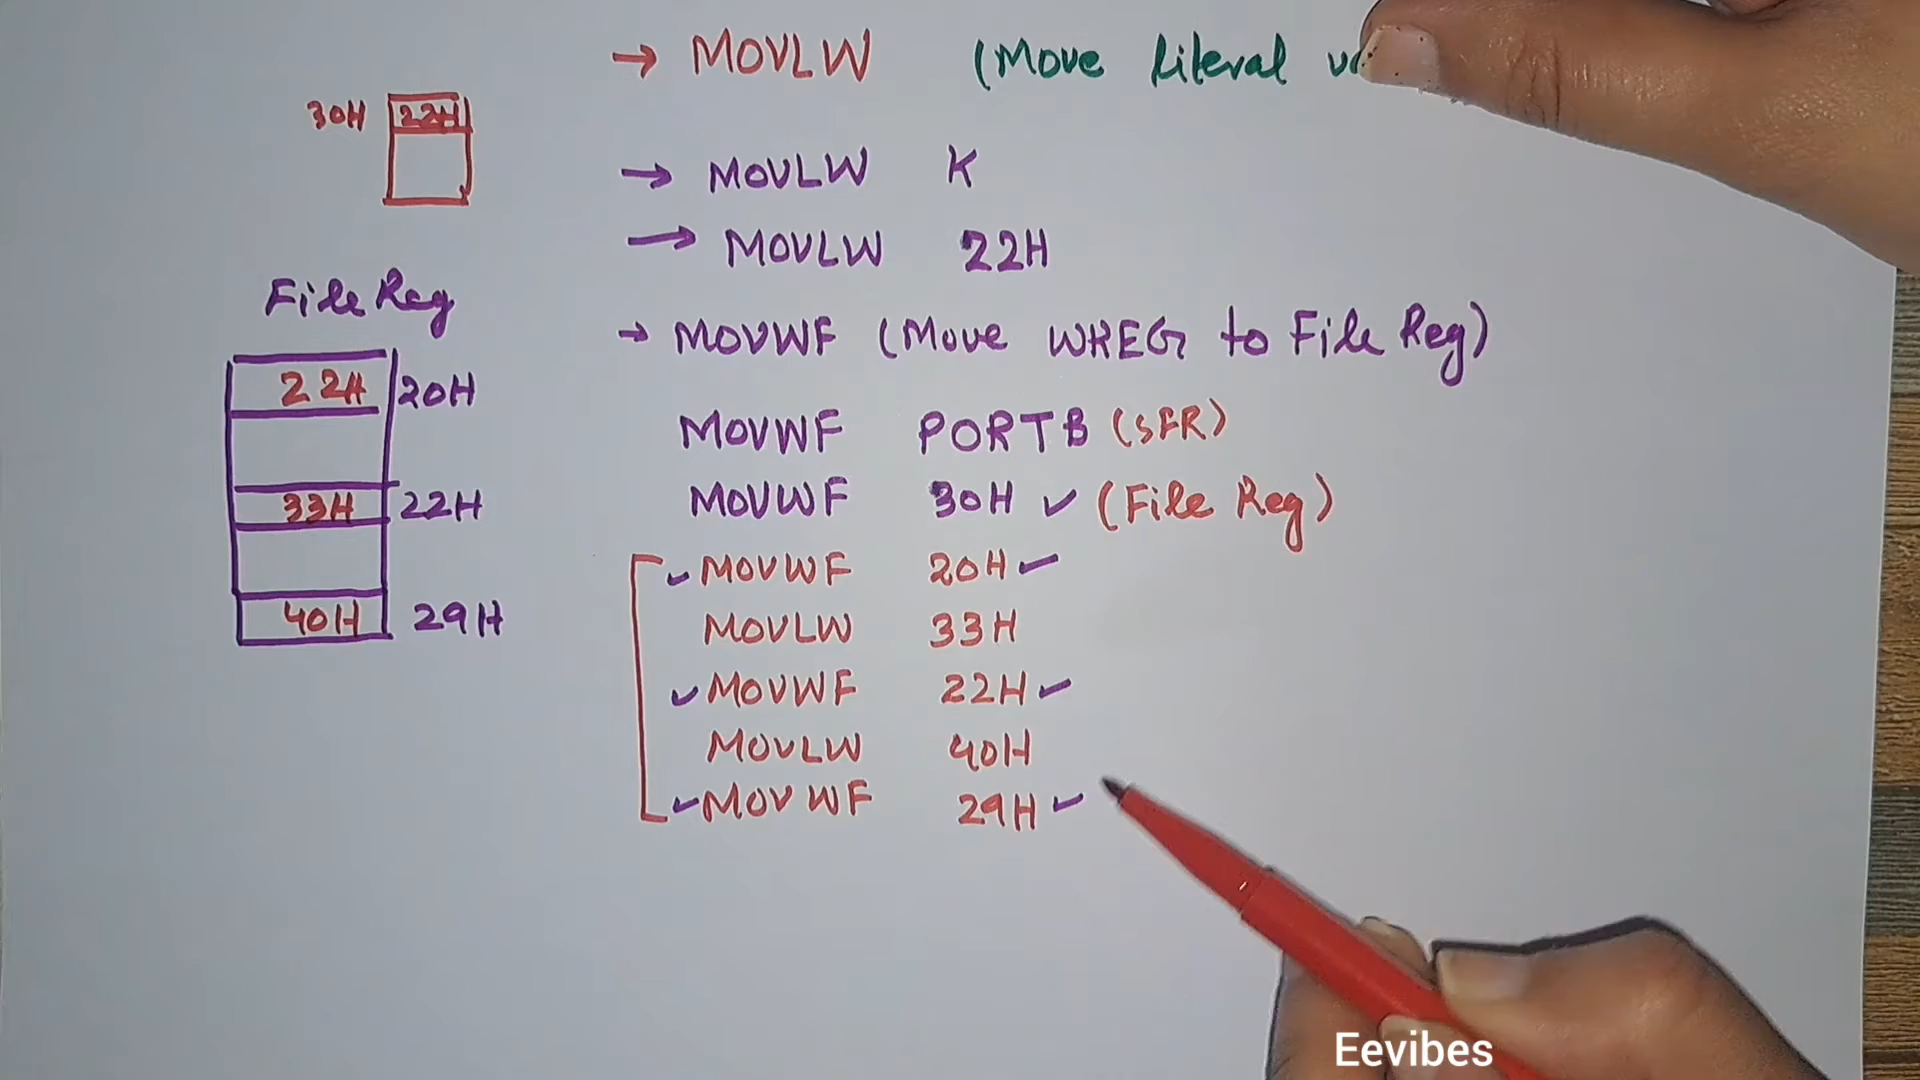 → MOVLW (Move literal
30H 22H
→ MOVLW K
→ MOVLW 22H
File Reg
→ MOVWF (Move WREG to File Reg)
22H 20H
MOVWF PORTB (SFR)
33H 22H
MOVWF 30H ✓ (File Reg)
✓ MOVWF 20H ✓
40H 29H
MOVLW 33H
✓ MOVWF 22H ✓
MOVLW 40H
✓ MOVWF 29H ✓
Eevibes